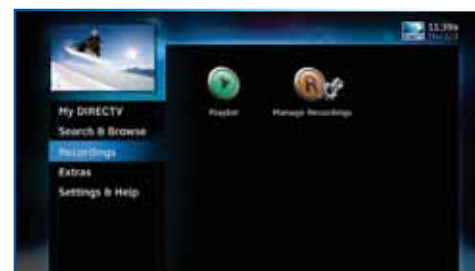 11:39a
My DIRECTV
Search & Browse
Recordings
Extras
Settings & Help
Playlist
Manage Recordings
R